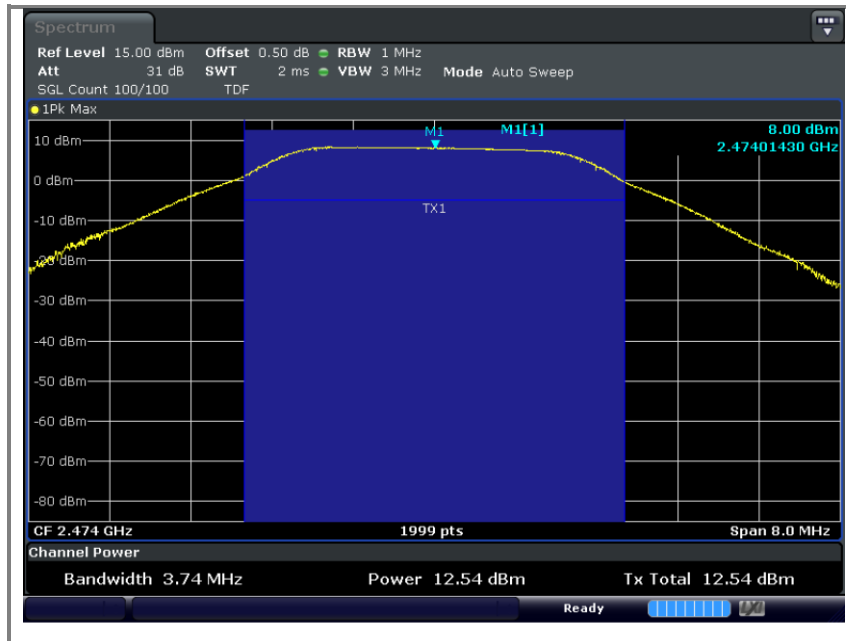 Spectrum
Ref Level 15.00 dBm Offset 0.50 dB RBW 1 MHz
Att 31 dB SWT 2 ms VBW 3 MHz Mode Auto Sweep
SGL Count 100/100 TDF
1Pk Max
M1 M1[1] 8.00 dBm
2.47401430 GHz
10 dBm
0 dBm
TX1
-10 dBm
-20 dBm
-30 dBm
-40 dBm
-50 dBm
-60 dBm
-70 dBm
-80 dBm
CF 2.474 GHz 1999 pts Span 8.0 MHz
Channel Power
Bandwidth 3.74 MHz Power 12.54 dBm Tx Total 12.54 dBm
Ready